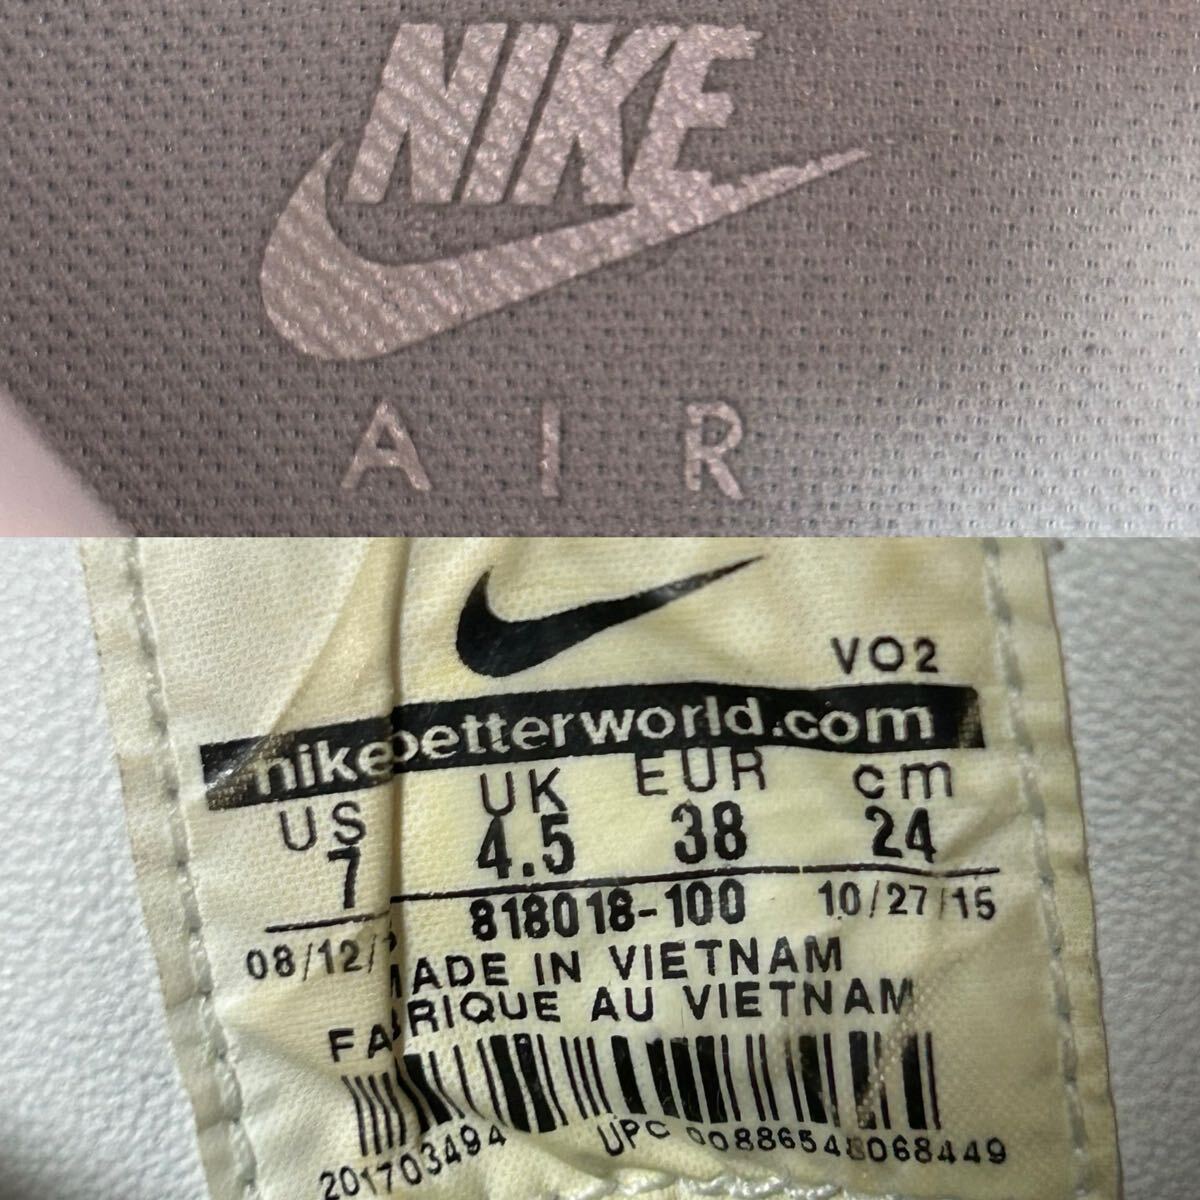 NIKE
AIR
VO2
nikebetterworld.com
US UK EUR cm
7 4.5 38 24
08/12/ 818018-100 10/27/15
MADE IN VIETNAM
FABRIQUE AU VIETNAM
201703494 UPC 00886548068449